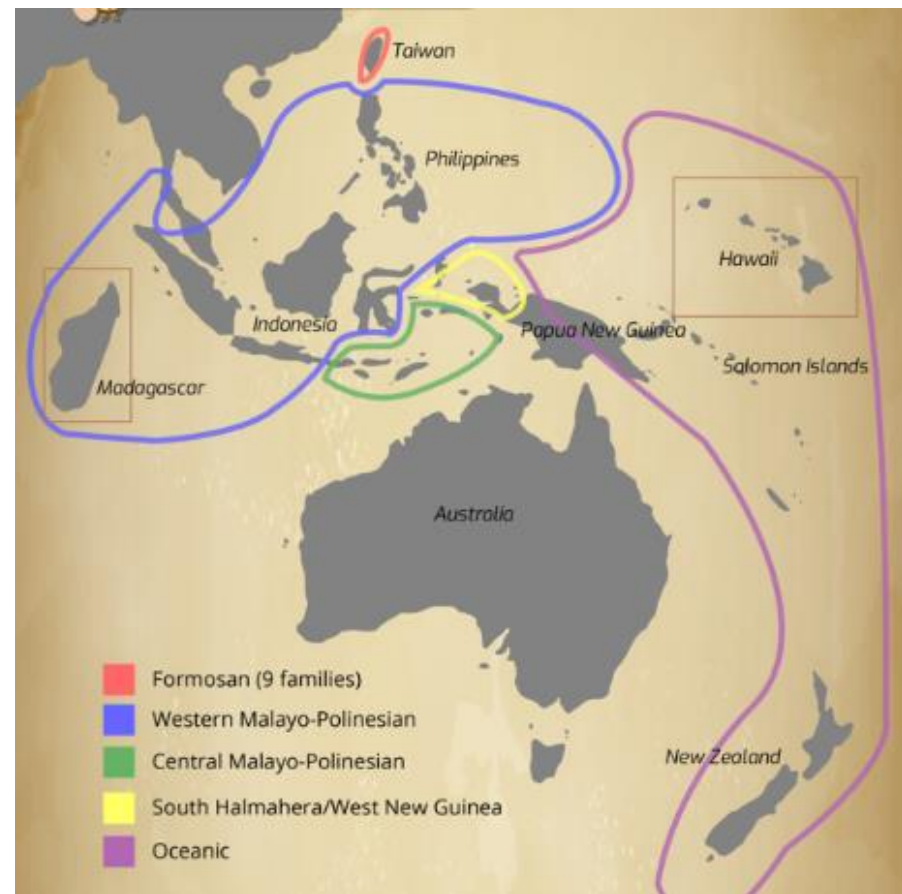 Taiwan
Philippines
Hawaii
Indonesia
Papua New Guinea
Solomon Islands
Madagascar
Australia
Formosan (9 families)
Western Malayo-Polinesian
Central Malayo-Polinesian
New Zealand
South Halmahera/West New Guinea
Oceanic